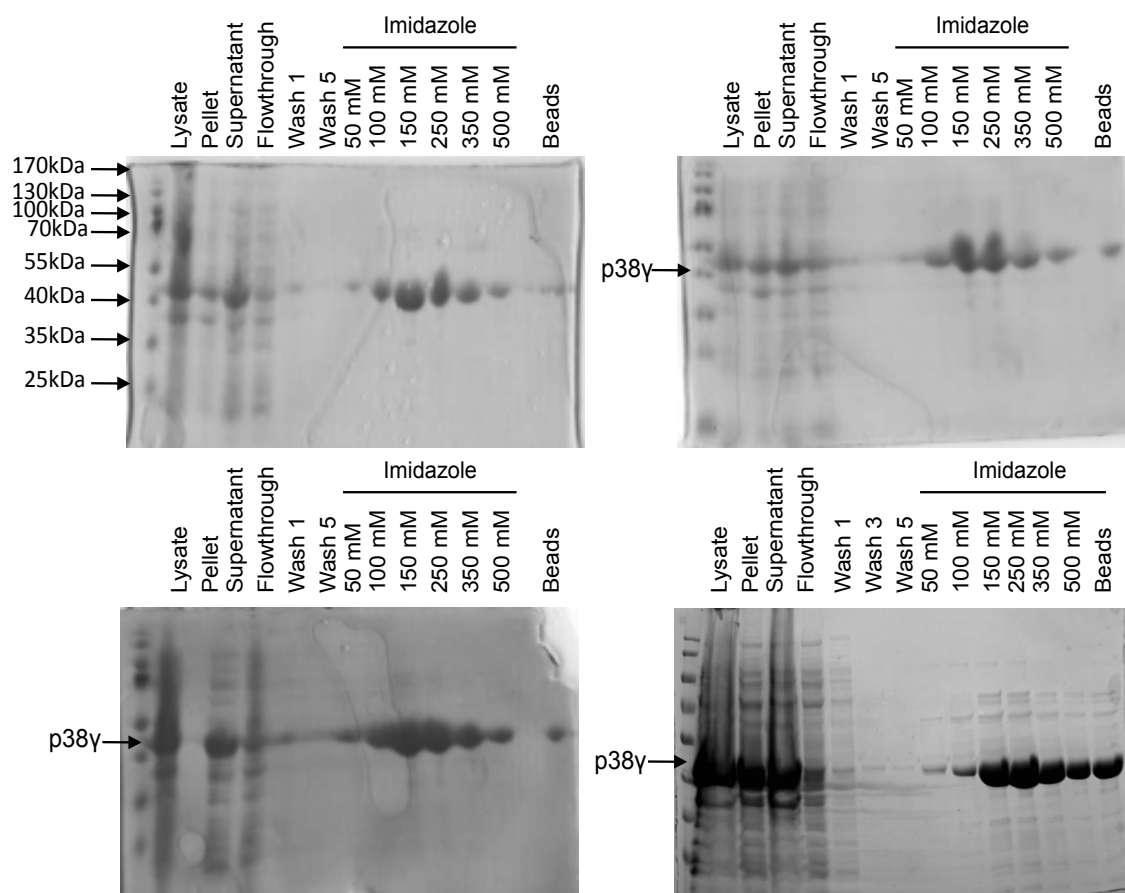 Imidazole
Lysate
Pellet
Supernatant
Flowthrough
Wash 1
Wash 5
50 mM
100 mM
150 mM
250 mM
350 mM
500 mM
Beads
170kDa
130kDa
100kDa
70kDa
55kDa
40kDa
35kDa
25kDa
Imidazole
Lysate
Pellet
Supernatant
Flowthrough
Wash 1
Wash 5
50 mM
100 mM
150 mM
250 mM
350 mM
500 mM
Beads
p38γ
Imidazole
Lysate
Pellet
Supernatant
Flowthrough
Wash 1
Wash 5
50 mM
100 mM
150 mM
250 mM
350 mM
500 mM
Beads
p38γ
Imidazole
Lysate
Pellet
Supernatant
Flowthrough
Wash 1
Wash 3
Wash 5
50 mM
100 mM
150 mM
250 mM
350 mM
500 mM
Beads
p38γ